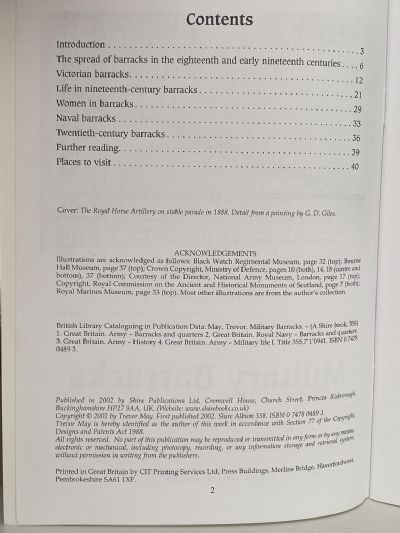 Contents
Introduction . . . . . . . . . . . . . . . . . . . . . . . . . . . . . . . . . . . 3
The spread of barracks in the eighteenth and early nineteenth centuries . . . 6
Victorian barracks . . . . . . . . . . . . . . . . . . . . . . . . . . . . . . 12
Life in nineteenth-century barracks . . . . . . . . . . . . . . . . . . . . . 21
Women in barracks . . . . . . . . . . . . . . . . . . . . . . . . . . . . . . 29
Naval barracks . . . . . . . . . . . . . . . . . . . . . . . . . . . . . . . . 33
Twentieth-century barracks . . . . . . . . . . . . . . . . . . . . . . . . . . 36
Further reading . . . . . . . . . . . . . . . . . . . . . . . . . . . . . . . . 39
Places to visit . . . . . . . . . . . . . . . . . . . . . . . . . . . . . . . . 40
Cover: The Royal Horse Artillery on stable parade in 1888. Detail from a painting by G. D. Giles.
ACKNOWLEDGEMENTS
Illustrations are acknowledged as follows: Black Watch Regimental Museum, page 32 (top); Bourne
Hall Museum, page 37 (top); Crown Copyright, Ministry of Defence, pages 10 (both), 14, 18 (centre and
bottom), 37 (bottom); Courtesy of the Director, National Army Museum, London, page 17 (top);
Copyright, Royal Commission on the Ancient and Historical Monuments of Scotland, page 7 (both);
Royal Marines Museum, page 33 (top). Most other illustrations are from the author's collection.
British Library Cataloguing in Publication Data: May, Trevor. Military Barracks. – (A Shire book; 358)
1. Great Britain. Army – Barracks and quarters 2. Great Britain. Royal Navy – Barracks and quarters.
3. Great Britain. Army – History 4. Great Britain. Army – Military life I. Title 355.7'1'0941. ISBN 0 7478
0489 3.
Published in 2002 by Shire Publications Ltd, Cromwell House, Church Street, Princes Risborough,
Buckinghamshire HP27 9AA, UK. (Website: www.shirebooks.co.uk)
Copyright © 2002 by Trevor May. First published 2002. Shire Album 358. ISBN 0 7478 0489 3.
Trevor May is hereby identified as the author of this work in accordance with Section 77 of the Copyright,
Designs and Patents Act 1988.
All rights reserved. No part of this publication may be reproduced or transmitted in any form or by any means,
electronic or mechanical, including photocopy, recording, or any information storage and retrieval system,
without permission in writing from the publishers.
Printed in Great Britain by CIT Printing Services Ltd, Press Buildings, Merlins Bridge, Haverfordwest,
Pembrokeshire SA61 1XF.
2